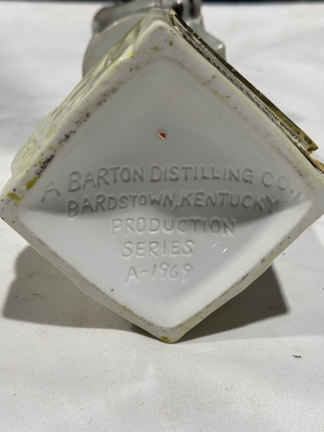 A BARTON DISTILLING CO.,
BARDSTOWN, KENTUCKY
PRODUCTION
SERIES
A-1969